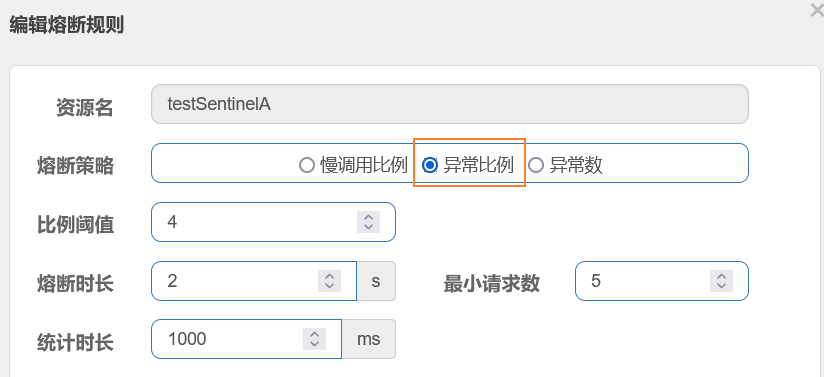 编辑熔断规则
资源名 testSentinelA
熔断策略 慢调用比例 异常比例 异常数
比例阈值 4
熔断时长 2 s 最小请求数 5
统计时长 1000 ms